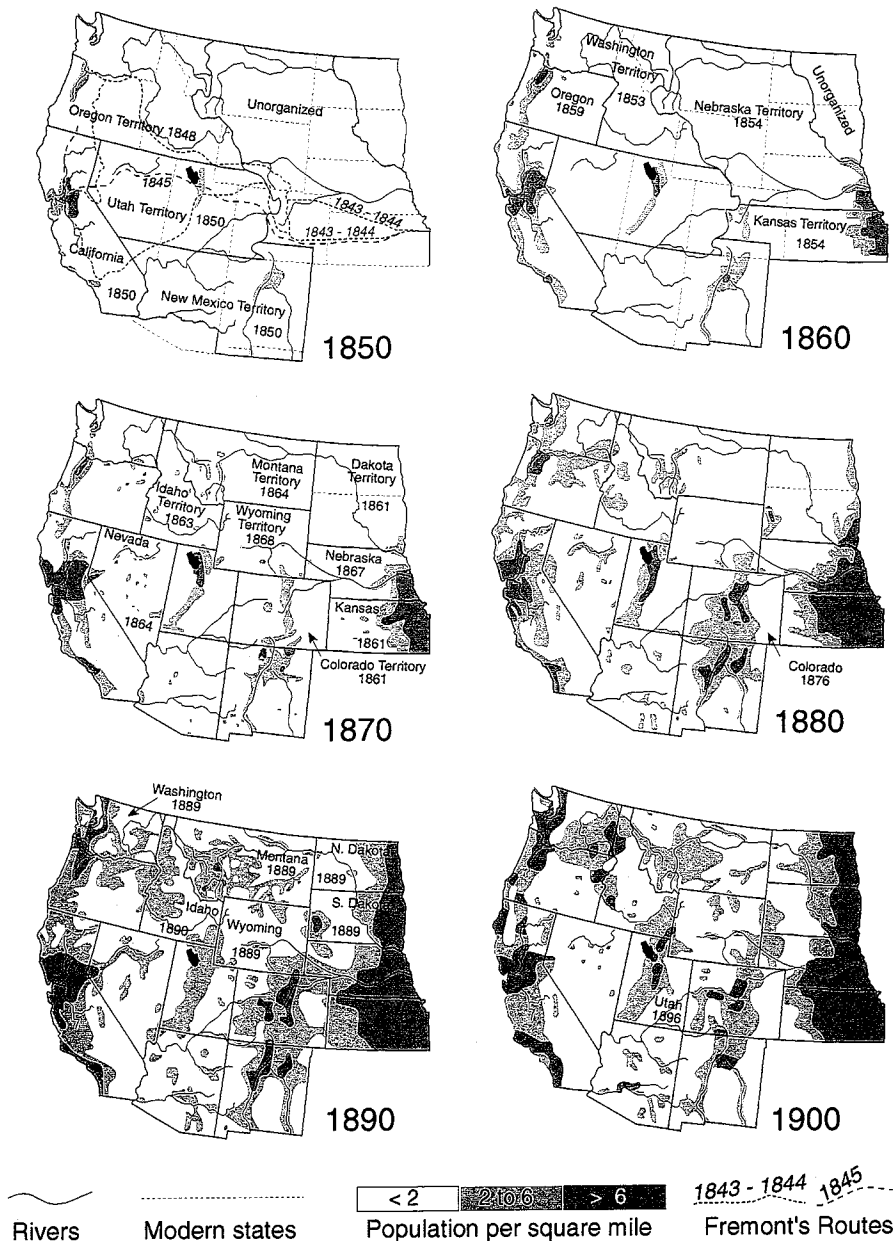 Oregon Territory 1848
Unorganized
1845
Utah Territory
1850
1843 - 1844
1843 - 1844
California
1850
New Mexico Territory
1850
1850
Washington
Territory
1853
Oregon
1859
Nebraska Territory
1854
Unorganized
Kansas Territory
1854
1860
Montana
Territory
1864
Dakota
Territory
1861
Idaho
Territory
1863
Wyoming
Territory
1868
Nevada
1864
Nebraska
1867
Kansas
1861
Colorado Territory
1861
1870
Colorado
1876
1880
Washington
1889
Montana
1889
N. Dakota
1889
S. Dakota
1889
Idaho
1890
Wyoming
1889
1890
Utah
1896
1900
Rivers
Modern states
< 2
2 to 6
> 6
Population per square mile
1843 - 1844
1845
Fremont's Routes